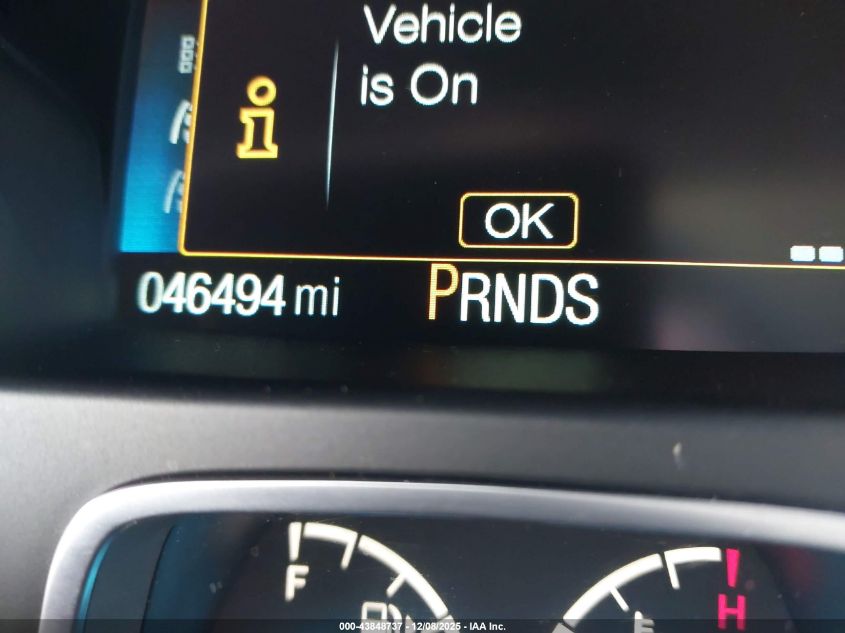 Vehicle
is On
OK
046494 mi PRNDS
F
H
000-43848737 - 12/08/2025 - IAA Inc.